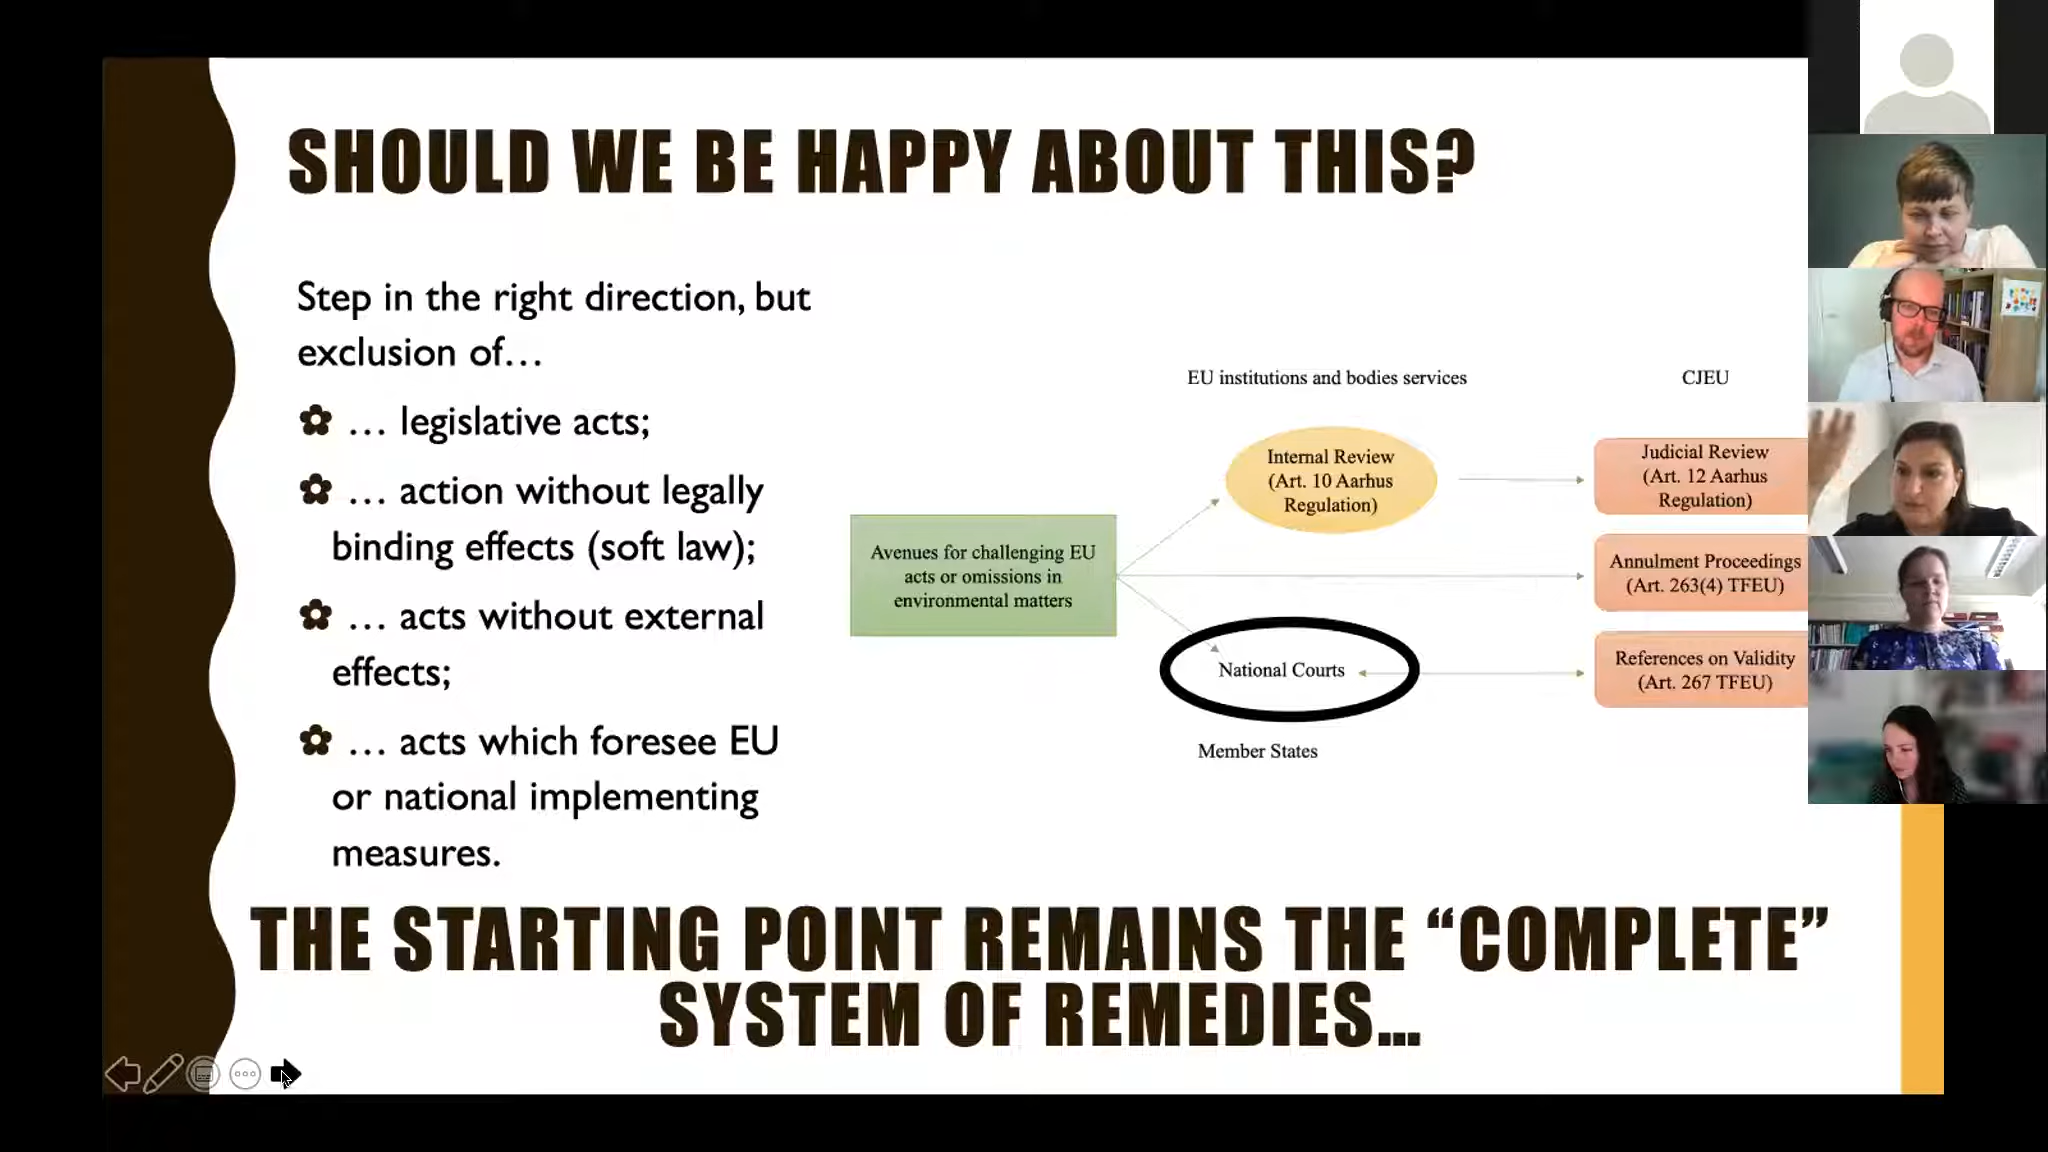 SHOULD WE BE HAPPY ABOUT THIS?
Step in the right direction, but
exclusion of…
… legislative acts;
… action without legally
binding effects (soft law);
… acts without external
effects;
… acts which foresee EU
or national implementing
measures.
EU institutions and bodies services
CJEU
Internal Review
(Art. 10 Aarhus
Regulation)
Judicial Review
(Art. 12 Aarhus
Regulation)
Avenues for challenging EU
acts or omissions in
environmental matters
Annulment Proceedings
(Art. 263(4) TFEU)
National Courts
References on Validity
(Art. 267 TFEU)
Member States
THE STARTING POINT REMAINS THE “COMPLETE”
SYSTEM OF REMEDIES…